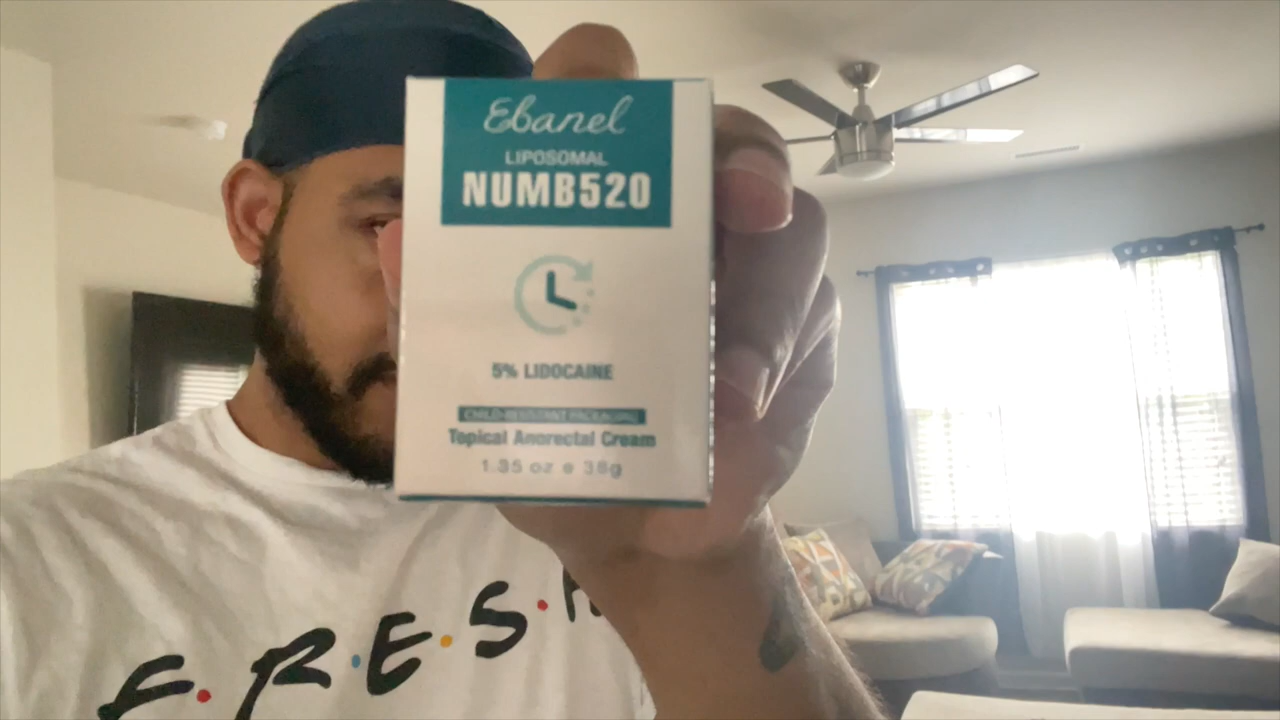 Ebanel
LIPOSOMAL
NUMB520
5% LIDOCAINE
CHILD-RESISTANT PACKAGING
Topical Anorectal Cream
1.35 oz e 38g
F.R.E.S.H